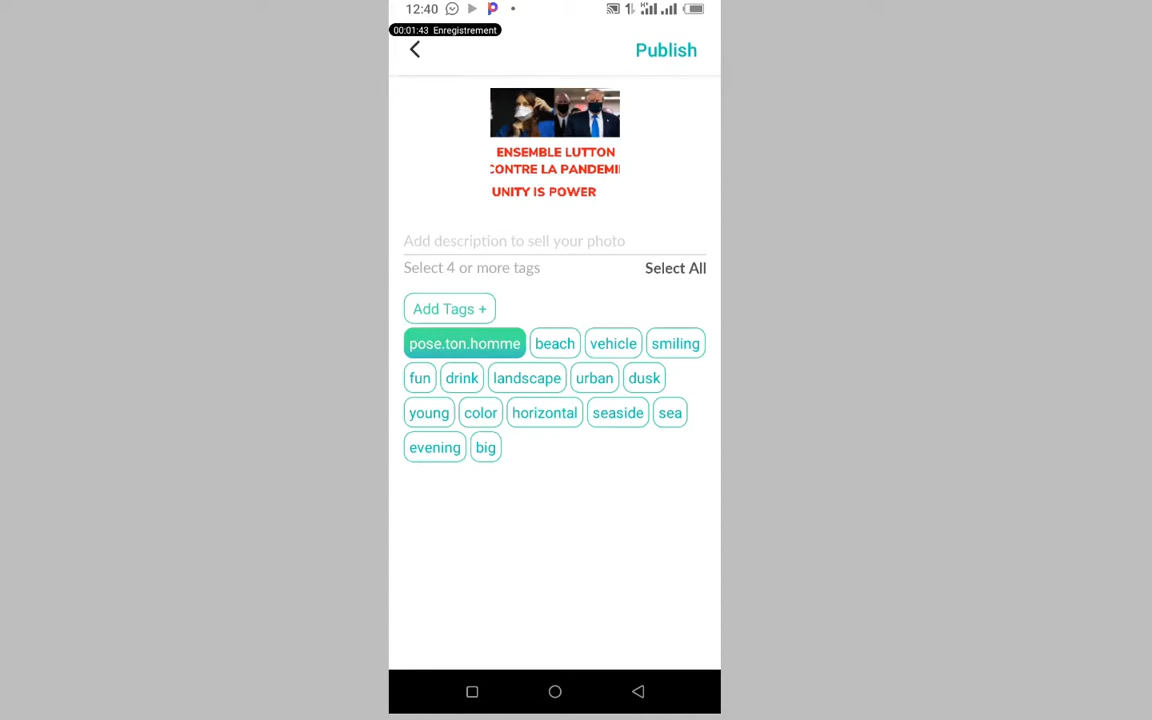 12:40
00:01:43 Enregistrement
Publish
ENSEMBLE LUTTON
CONTRE LA PANDEMI
UNITY IS POWER
Add description to sell your photo
Select 4 or more tags Select All
Add Tags +
pose.ton.homme beach vehicle smiling
fun drink landscape urban dusk
young color horizontal seaside sea
evening big